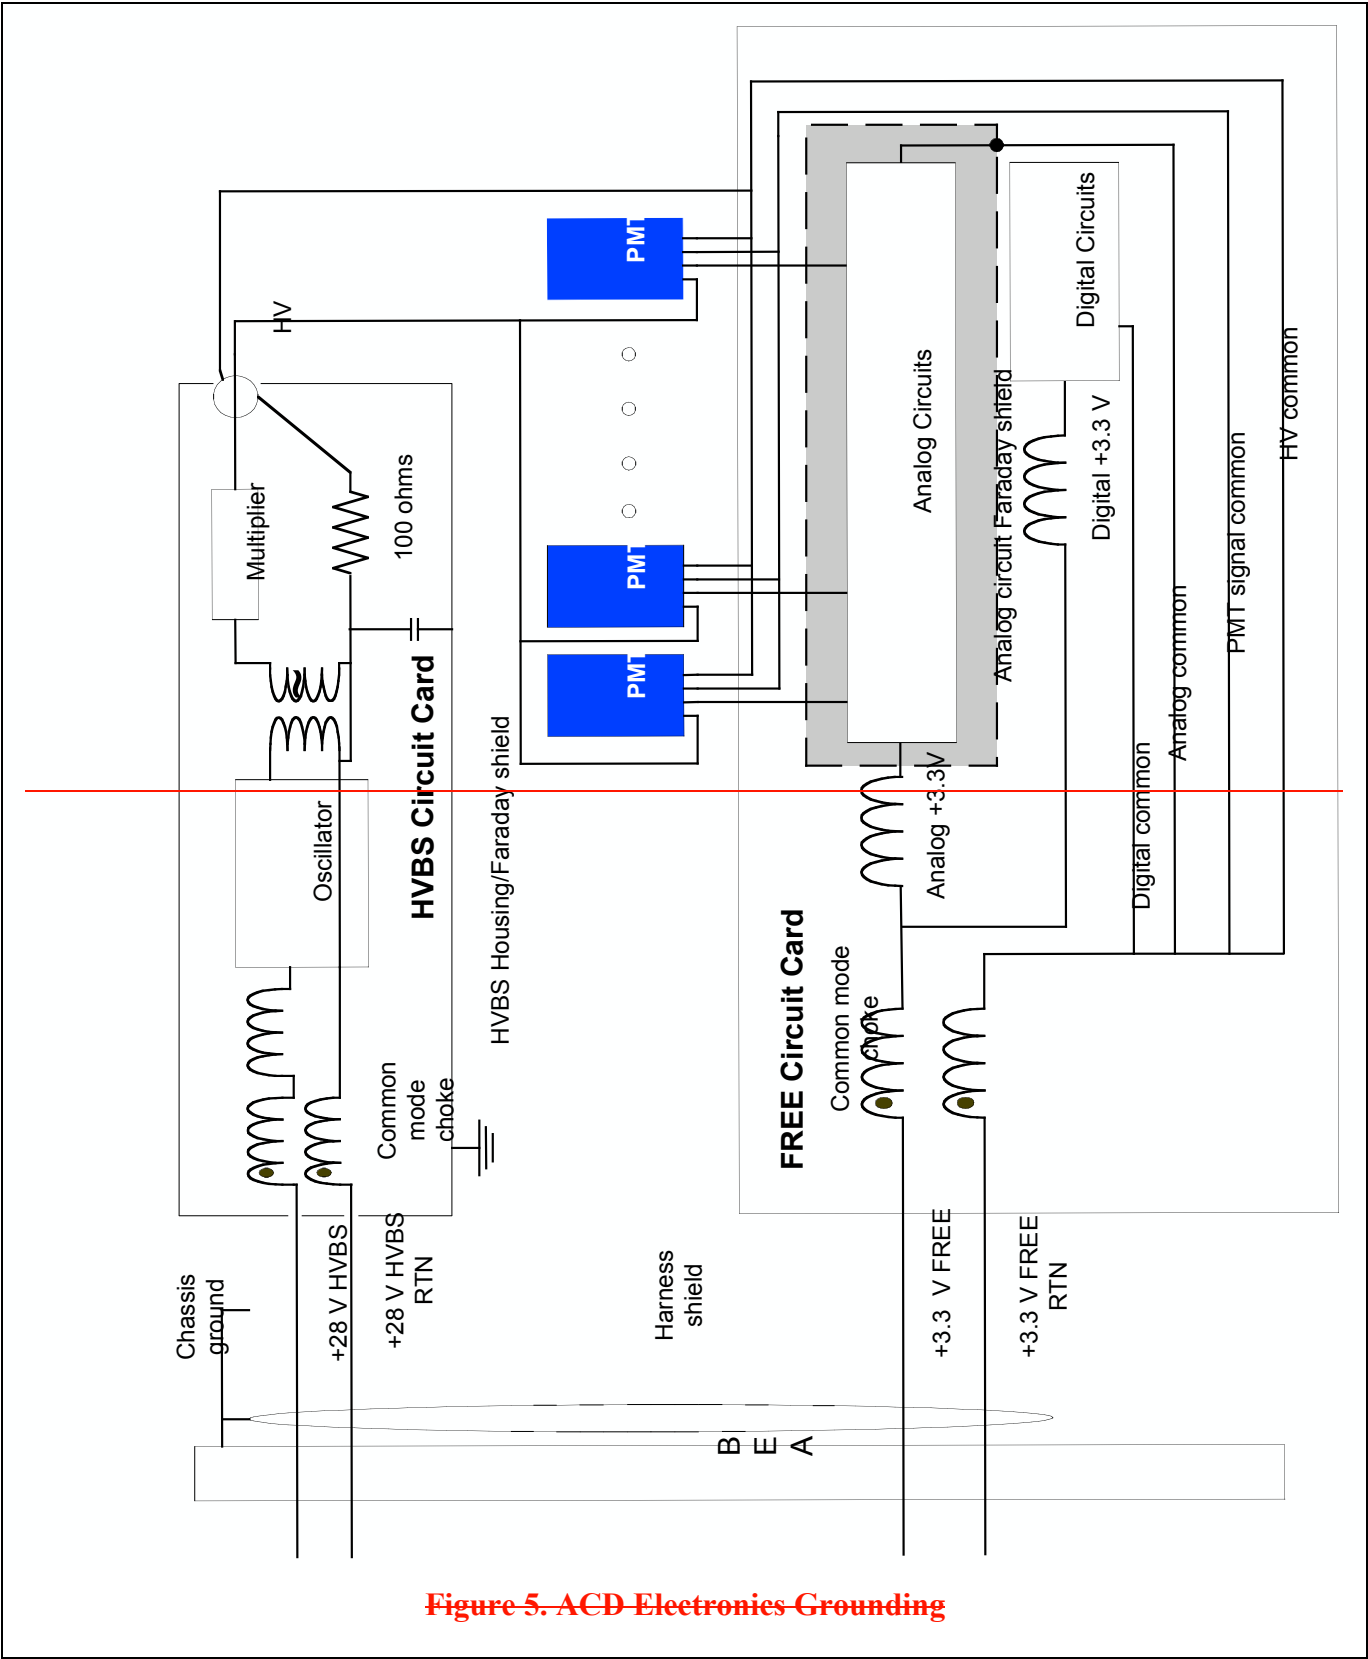 PMT
HV
Digital Circuits
Analog Circuits
Analog circuit Faraday shield
Digital +3.3 V
HV common
PMT signal common
Analog common
Digital common
Multiplier
100 ohms
PMT
PMT
HVBS Circuit Card
HVBS Housing/Faraday shield
Analog +3.3V
Oscillator
FREE Circuit Card
Common mode
choke
Common
mode
choke
+28 V HVBS
+28 V HVBS
RTN
Chassis
ground
Harness
shield
+3.3 V FREE
+3.3 V FREE
RTN
B
E
A
Figure 5. ACD Electronics Grounding